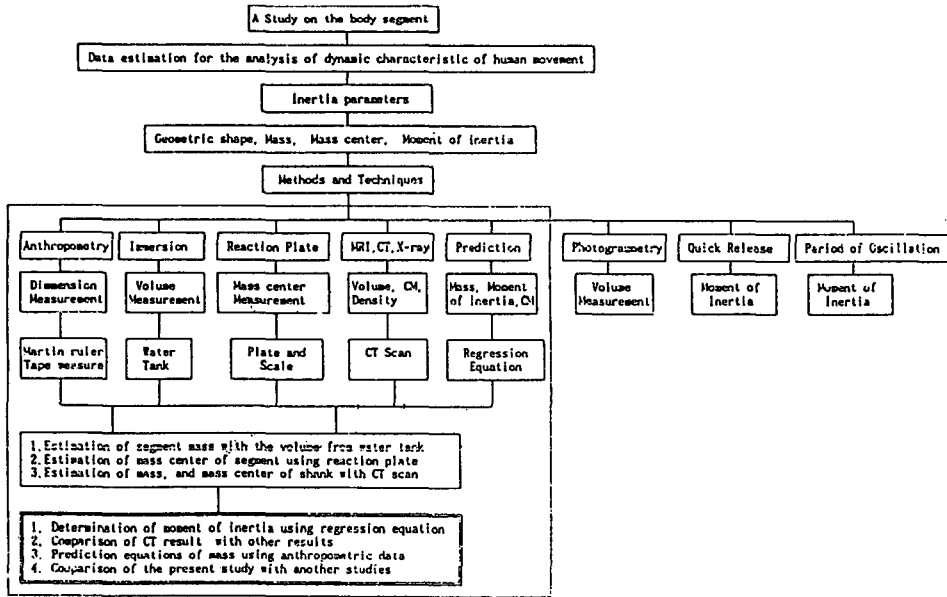 A Study on the body segment
Data estimation for the analysis of dynamic characteristic of human movement
Inertia parameters
Geometric shape, Mass, Mass center, Moment of inertia
Methods and Techniques
Anthropometry
Immersion
Reaction Plate
MRI, CT, X-ray
Prediction
Photogrammetry
Quick Release
Period of Oscillation
Dimmension
Measurement
Volume
Measurement
Mass center
Measurement
Volume, CM,
Density
Mass, Moment
of Inertia, CM
Volume
Measurement
Moment of
Inertia
Moment of
Inertia
Martin ruler
Tape measure
Water
Tank
Plate and
Scale
CT Scan
Regression
Equation
1. Estimation of segment mass with the volume from water tank
2. Estimation of mass center of segment using reaction plate
3. Estimation of mass, and mass center of shank with CT scan
1. Determination of moment of inertia using regression equation
2. Comparison of CT result with other results
3. Prediction equations of mass using anthropometric data
4. Comparison of the present study with another studies